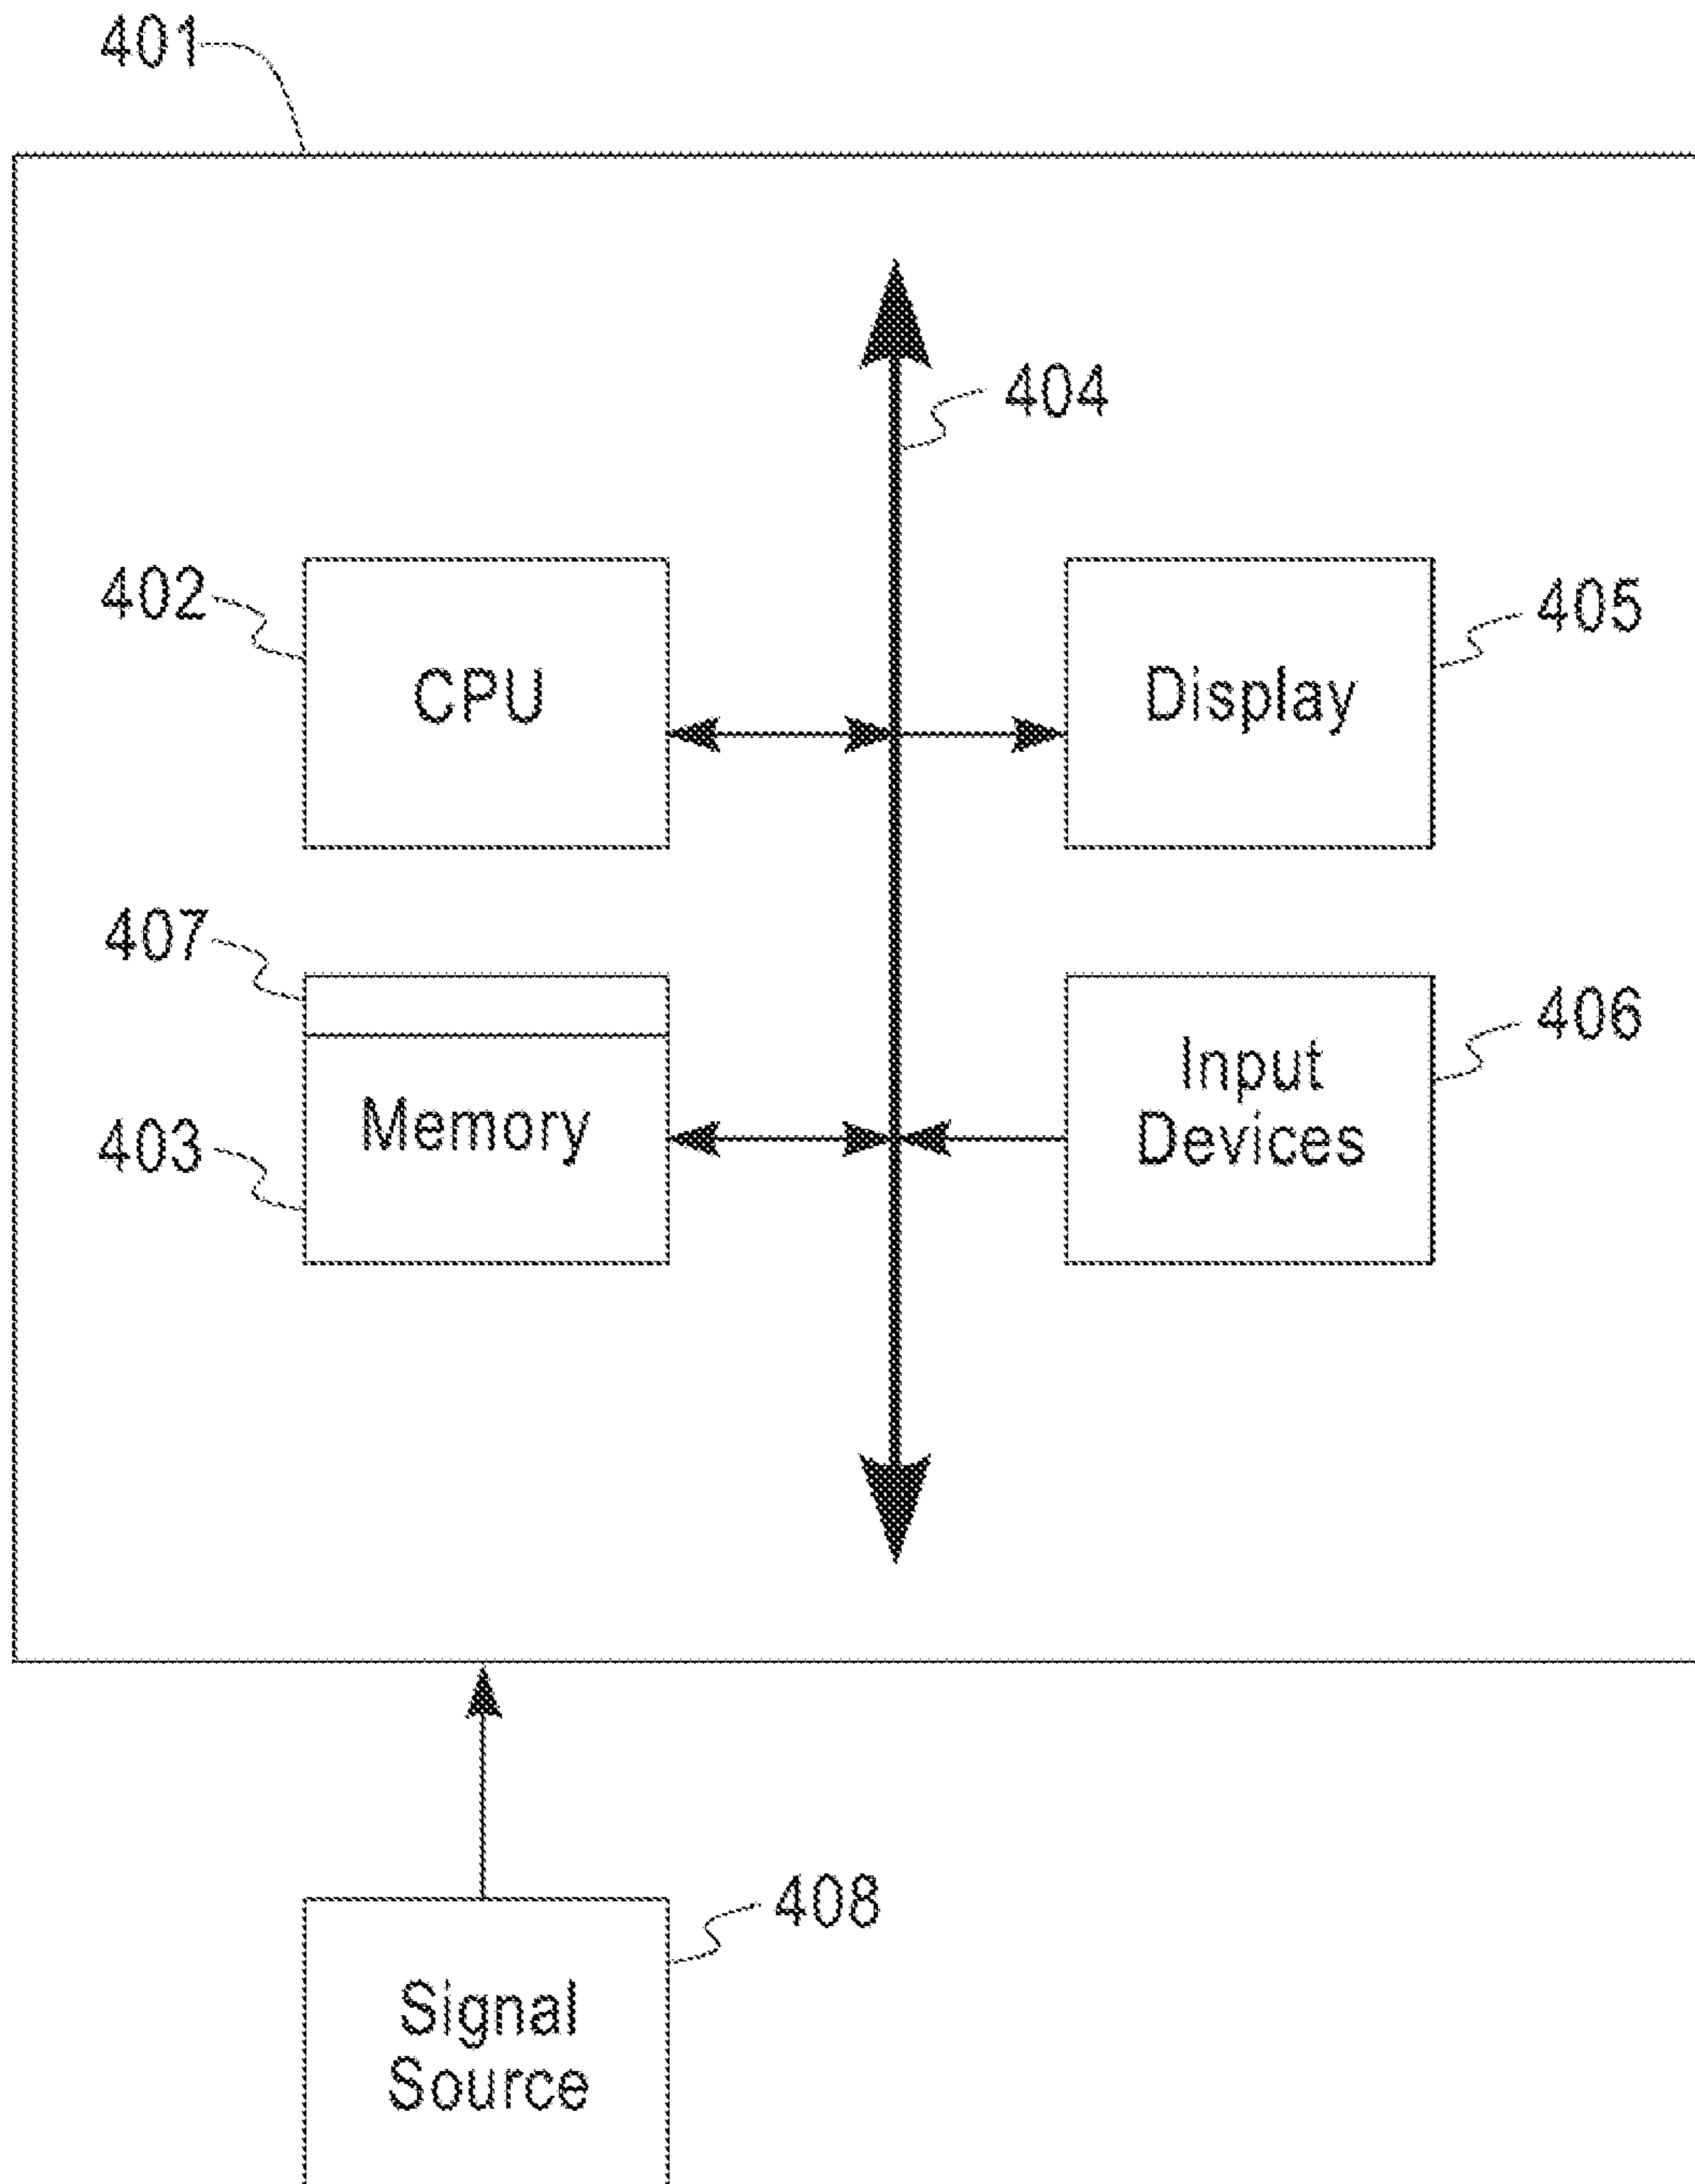 401
404
402
CPU
405
Display
407
406
Input
Devices
403
Memory
408
Signal
Source